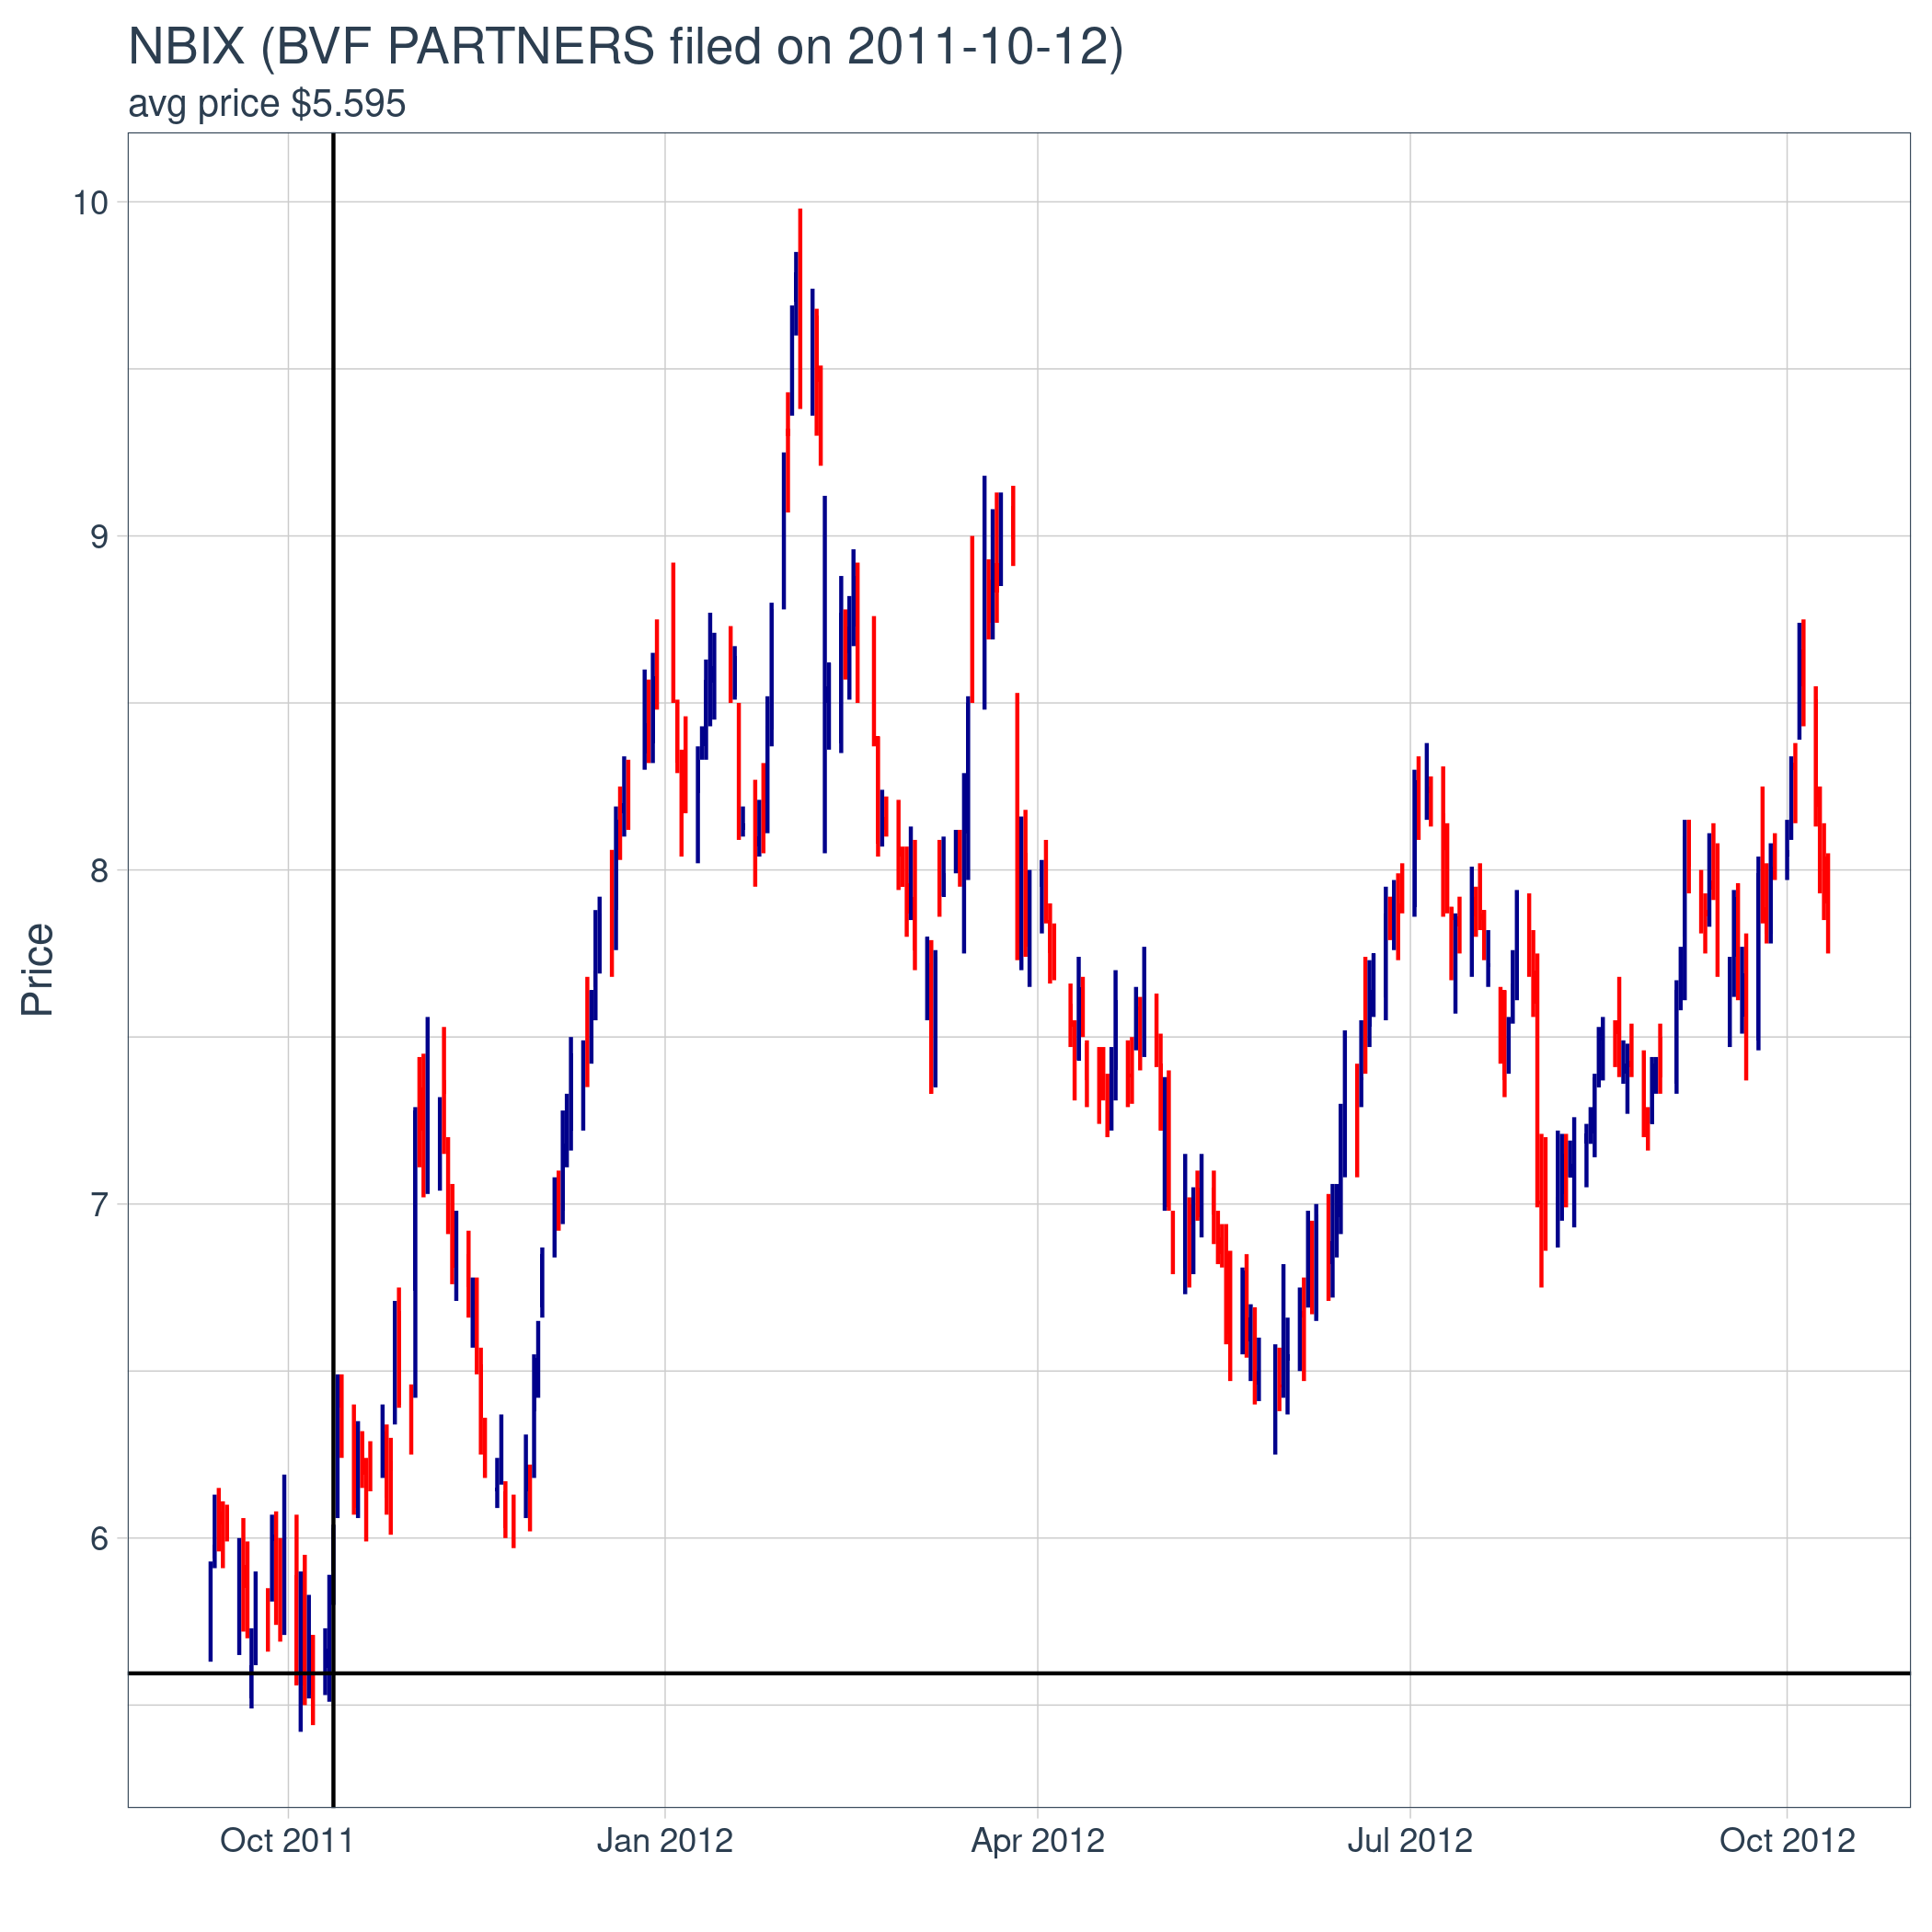 NBIX (BVF PARTNERS filed on 2011-10-12)
avg price $5.595
10
9
8
7
6
Price
Oct 2011
Jan 2012
Apr 2012
Jul 2012
Oct 2012